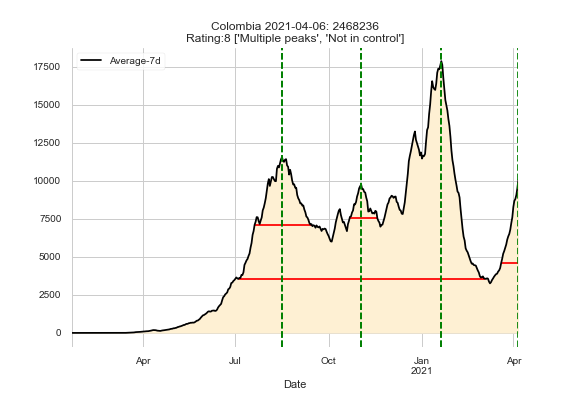 Colombia 2021-04-06: 2468236
Rating:8 ['Multiple peaks', 'Not in control']
Average-7d
17500
15000
12500
10000
7500
5000
2500
0
Apr Jul Oct Jan Apr
2021
Date